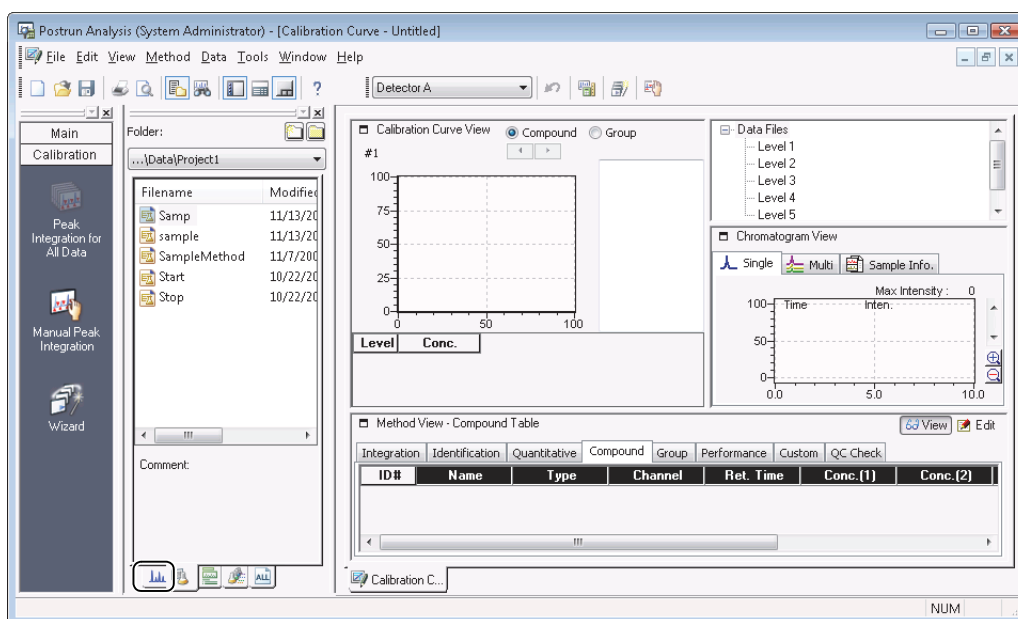 Postrun Analysis (System Administrator) - [Calibration Curve - Untitled]
File Edit View Method Data Tools Window Help
? Detector A
Main
Calibration
Peak
Integration for
All Data
Manual Peak
Integration
Wizard
Folder:
...\Data\Project1
Filename Modified
Samp 11/13/20
sample 11/13/20
SampleMethod 11/7/200
Start 10/22/20
Stop 10/22/20
Comment:
ALL
Calibration Curve View Compound Group
#1
100
75
50
25
0
0 50 100
Level Conc.
Data Files
Level 1
Level 2
Level 3
Level 4
Level 5
Chromatogram View
Single Multi Sample Info.
Max Intensity : 0
Time Inten.
100
50
0
0.0 5.0 10.0
Method View - Compound Table View Edit
Integration Identification Quantitative Compound Group Performance Custom QC Check
ID# Name Type Channel Ret. Time Conc.(1) Conc.(2)
Calibration C...
NUM